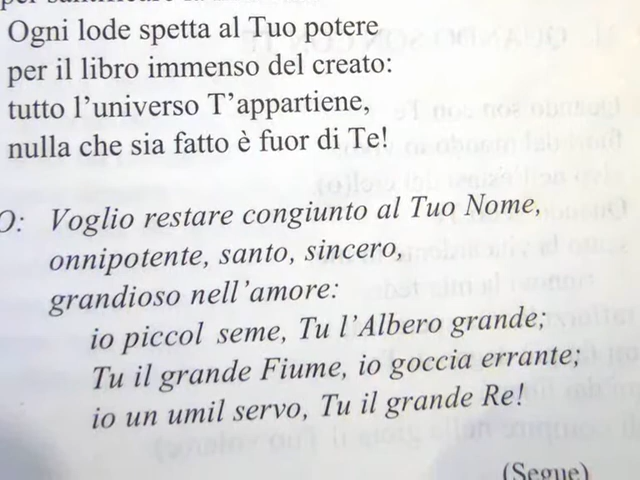 Ogni lode spetta al Tuo potere
per il libro immenso del creato:
tutto l'universo T'appartiene,
nulla che sia fatto è fuor di Te!
O: Voglio restare congiunto al Tuo Nome,
onnipotente, santo, sincero,
grandioso nell'amore:
io piccol seme, Tu l'Albero grande;
Tu il grande Fiume, io goccia errante;
io un umil servo, Tu il grande Re!
(Segue)